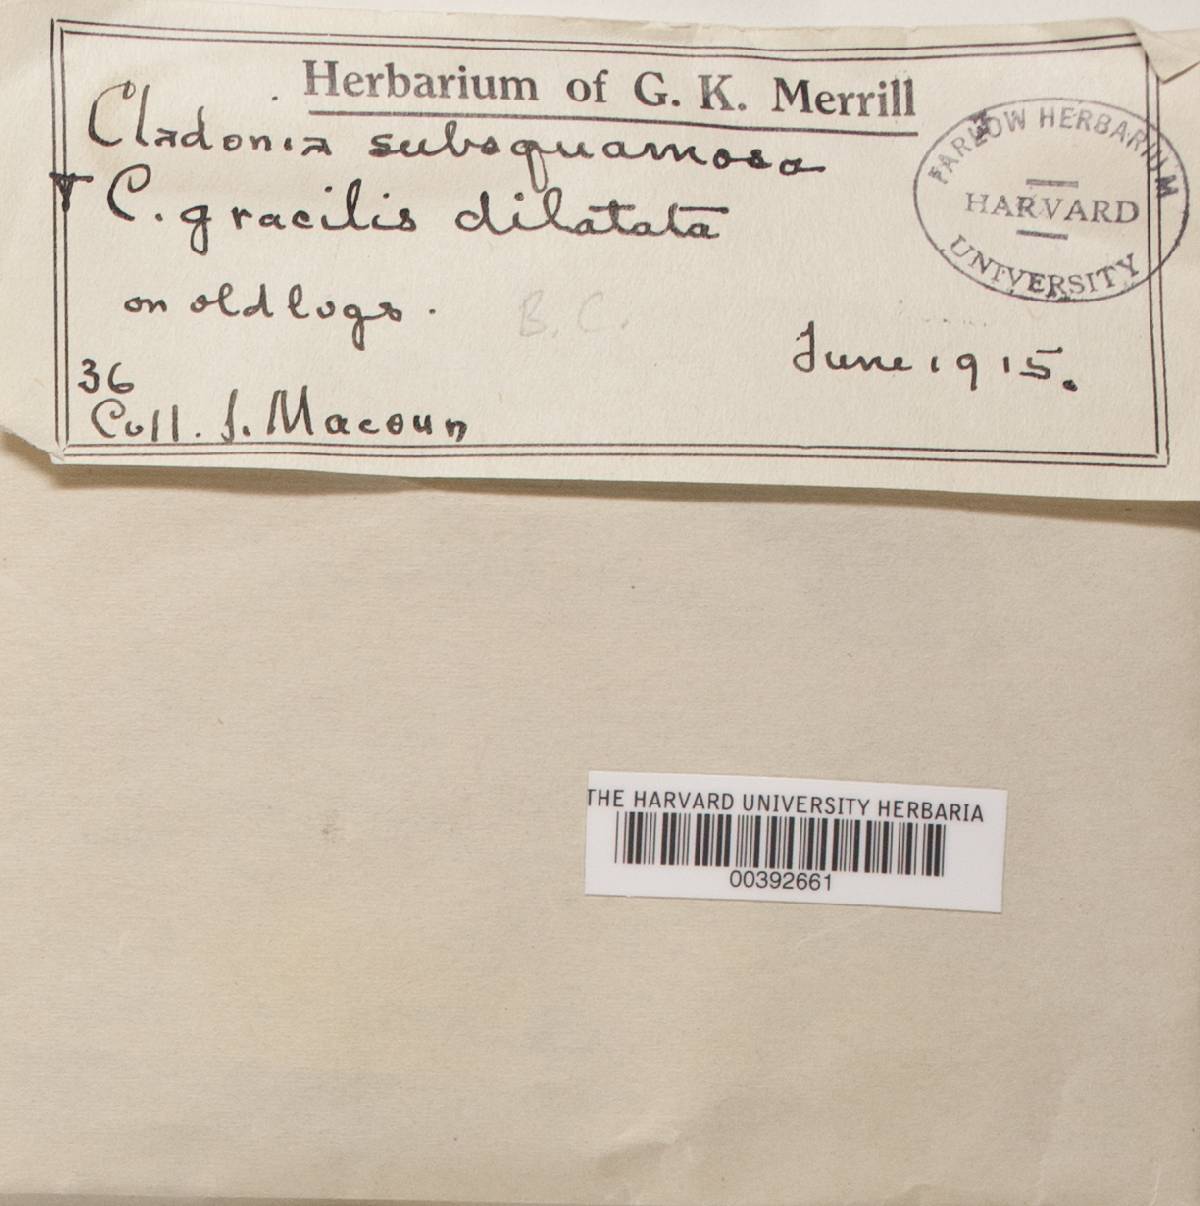 Herbarium of G. K. Merrill
Cladonia subsquamosa
+ C. gracilis dilatata
on old logs.
B. C.
June 1915.
36
Coll. J. Macoun
FARLOW HERBARIUM
HARVARD
UNIVERSITY
THE HARVARD UNIVERSITY HERBARIA
00392661